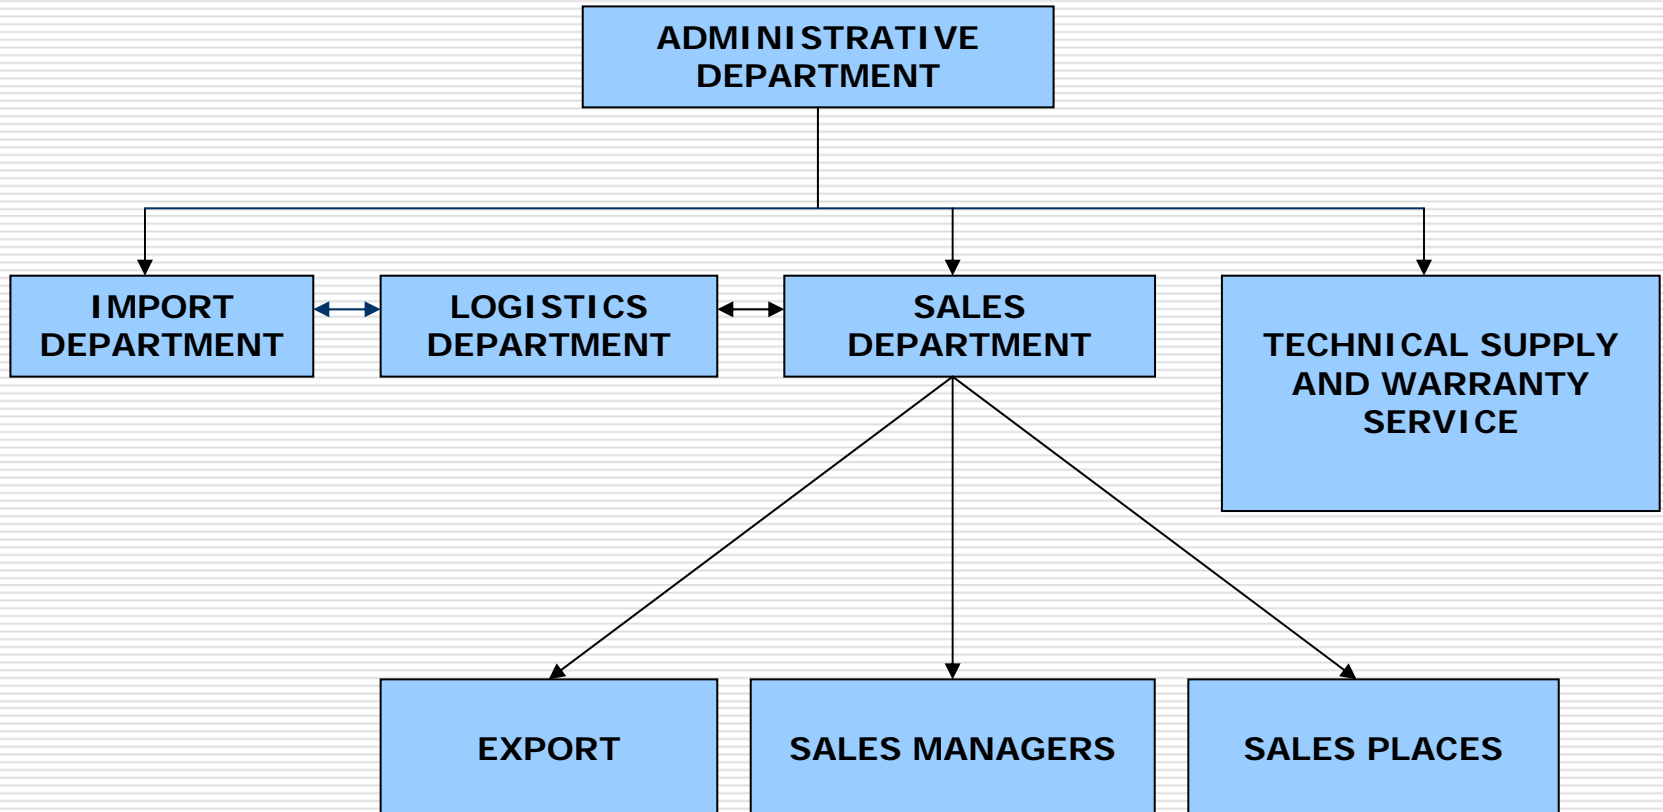 ADMINISTRATIVE
DEPARTMENT
IMPORT
DEPARTMENT
LOGISTICS
DEPARTMENT
SALES
DEPARTMENT
TECHNICAL SUPPLY
AND WARRANTY
SERVICE
EXPORT
SALES MANAGERS
SALES PLACES